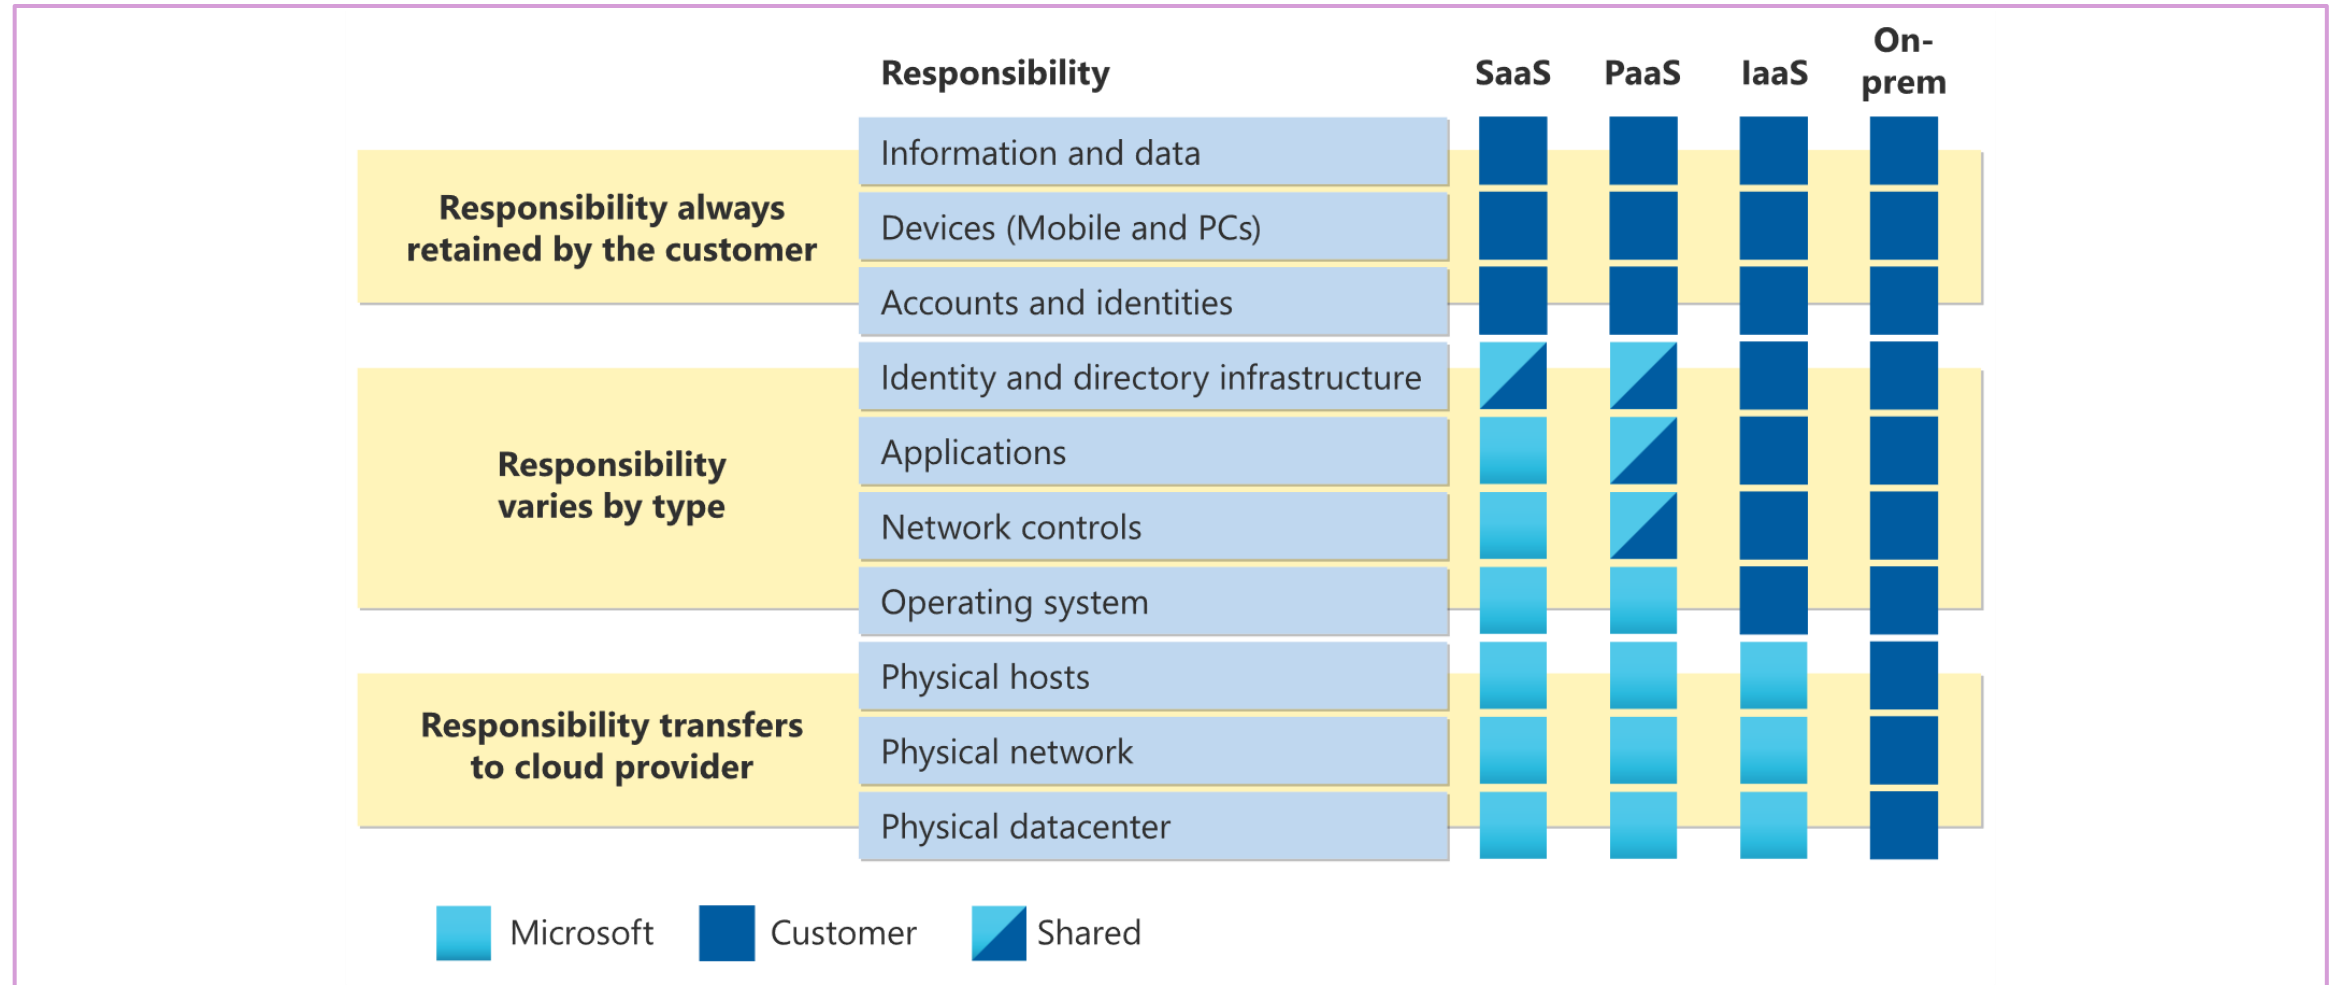 Responsibility SaaS PaaS IaaS On-
prem
Responsibility always
retained by the customer
Information and data
Devices (Mobile and PCs)
Accounts and identities
Responsibility
varies by type
Identity and directory infrastructure
Applications
Network controls
Operating system
Responsibility transfers
to cloud provider
Physical hosts
Physical network
Physical datacenter
Microsoft Customer Shared